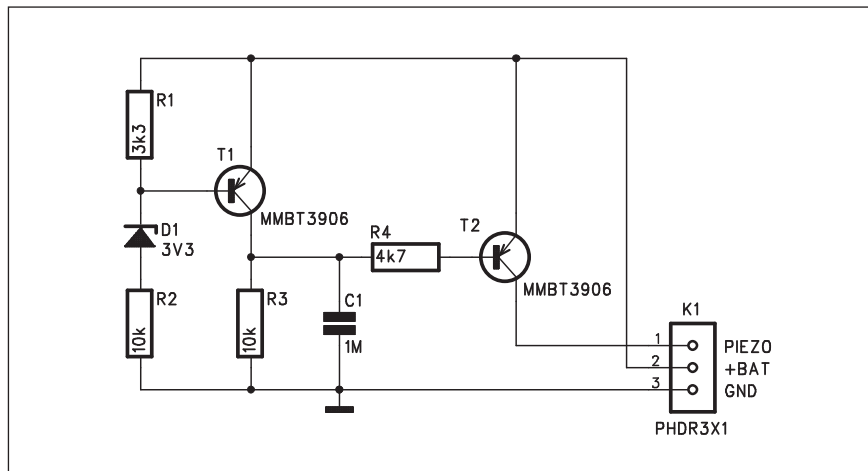 R1
3k3
T1
MMBT3906
D1
3V3
R2
10k
R3
10k
R4
4k7
C1
1M
T2
MMBT3906
K1
1 PIEZO
2 +BAT
3 GND
PHDR3X1